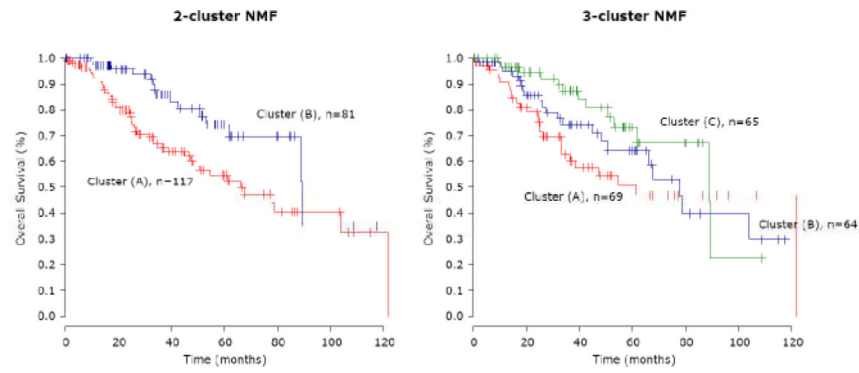 2-cluster NMF
3-cluster NMF
Overal Survival (%)
1.0
0.9
0.8
0.7
0.6
0.5
0.4
0.3
0.2
0.1
0.0
Cluster (B), n=81
Cluster (A), n=117
0 20 40 60 80 100 120
Time (months)
Overal Survival (%)
1.0
0.9
0.8
0.7
0.6
0.5
0.4
0.3
0.2
0.1
0.0
Cluster (C), n=65
Cluster (A)
n=69
Cluster (B), n=64
0 20 40 60 80 100 120
Time (months)